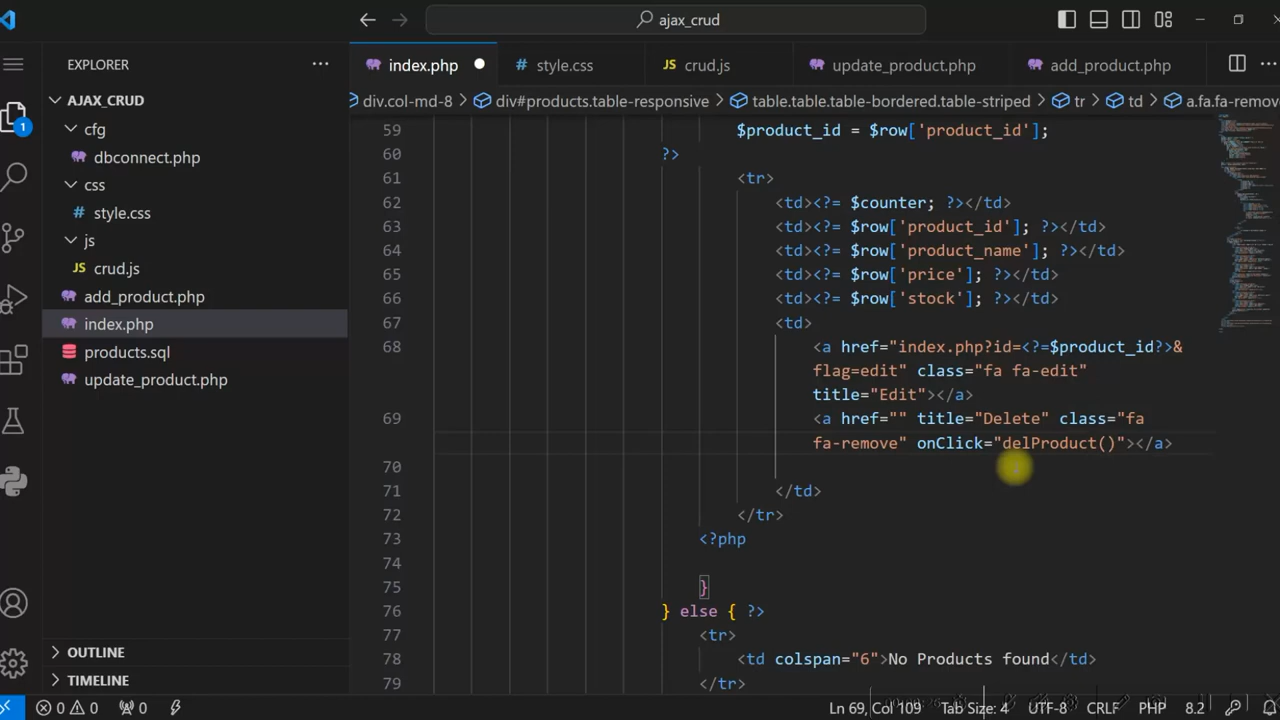 ajax_crud
EXPLORER
index.php
style.css
crud.js
update_product.php
add_product.php
AJAX_CRUD
div.col-md-8
div#products.table-responsive
table.table.table-bordered.table-striped
tr
td
a.fa.fa-remov
cfg
dbconnect.php
css
style.css
js
crud.js
add_product.php
index.php
products.sql
update_product.php
1
59 $product_id = $row['product_id'];
60 ?>
61 <tr>
62 <td><?= $counter; ?></td>
63 <td><?= $row['product_id']; ?></td>
64 <td><?= $row['product_name']; ?></td>
65 <td><?= $row['price']; ?></td>
66 <td><?= $row['stock']; ?></td>
67 <td>
68 <a href="index.php?id=<?=$product_id?>&
flag=edit" class="fa fa-edit"
title="Edit"></a>
69 <a href="" title="Delete" class="fa
fa-remove" onClick="delProduct()"></a>
70
71 </td>
72 </tr>
73 <?php
74
75 }
76 } else { ?>
77 <tr>
78 <td colspan="6">No Products found</td>
79 </tr>
OUTLINE
TIMELINE
0 0 0 Ln 69, Col 109 Tab Size: 4 UTF-8 CRLF PHP 8.2